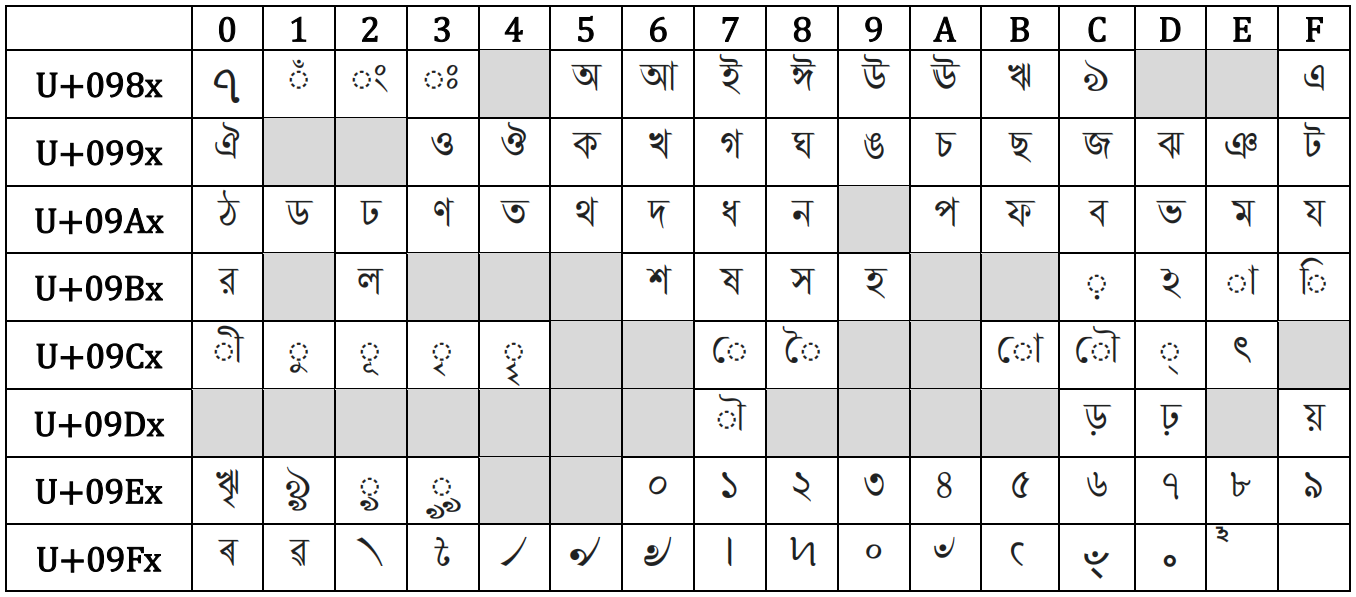 0 1 2 3 4 5 6 7 8 9 A B C D E F
U+098x ঀ ঁ ং ঃ অ আ ই ঈ উ ঊ ঋ ঌ এ
U+099x ঐ ও ঔ ক খ গ ঘ ঙ চ ছ জ ঝ ঞ ট
U+09Ax ঠ ড ঢ ণ ত থ দ ধ ন প ফ ব ভ ম য
U+09Bx র ল শ ষ স হ ় ঽ া ি
U+09Cx ী ু ূ ৃ ৄ ে ৈ ো ৌ ্ ৎ
U+09Dx ৗ ড় ঢ় য়
U+09Ex ৠ ৡ ৢ ৣ ০ ১ ২ ৩ ৪ ৫ ৬ ৭ ৮ ৯
U+09Fx ৰ ৱ ৲ ৳ ৴ ৵ ৶ ৷ ৸ ৹ ৺ ৻ ৼ ৽ ৾